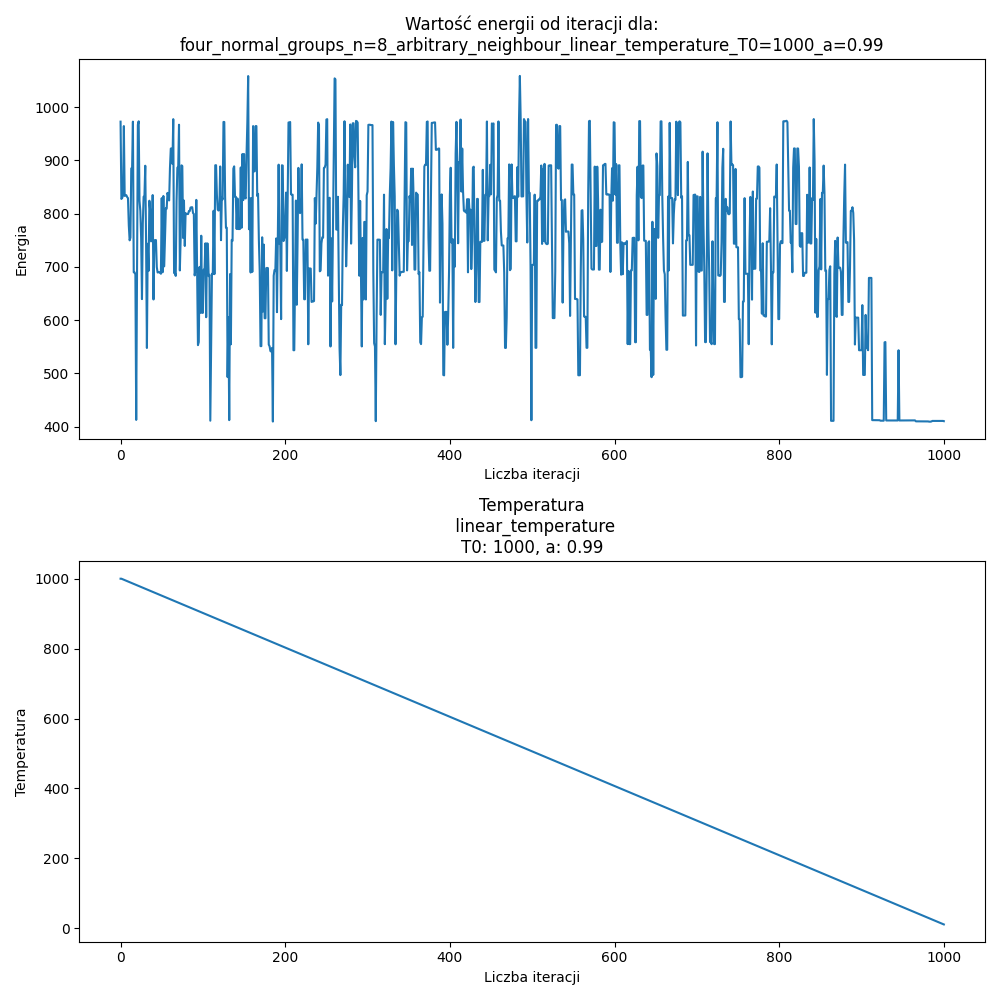 Wartość energii od iteracji dla:
four_normal_groups_n=8_arbitrary_neighbour_linear_temperature_T0=1000_a=0.99
1000
900
800
700
600
500
400
Energia
0 200 400 600 800 1000
Liczba iteracji
Temperatura
linear_temperature
T0: 1000, a: 0.99
1000
800
600
400
200
0
Temperatura
0 200 400 600 800 1000
Liczba iteracji